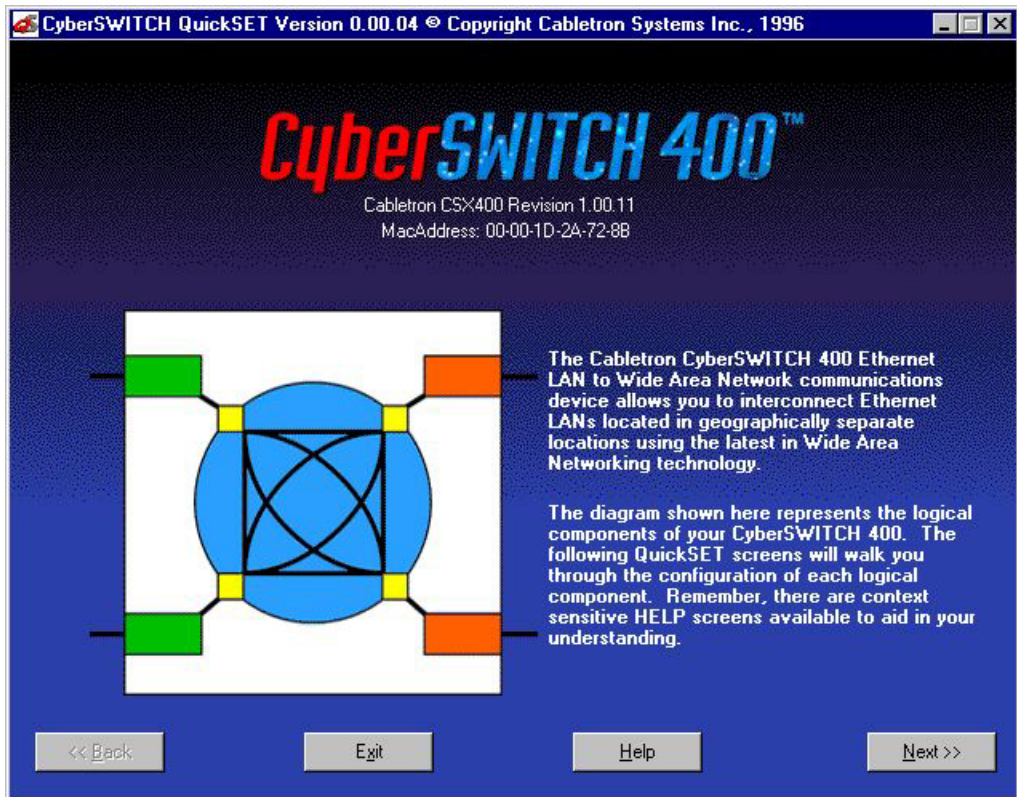 CyberSWITCH QuickSET Version 0.00.04 © Copyright Cabletron Systems Inc., 1996
CyberSWITCH 400™
Cabletron CSX400 Revision 1.00.11
MacAddress: 00-00-1D-2A-72-8B
The Cabletron CyberSWITCH 400 Ethernet
LAN to Wide Area Network communications
device allows you to interconnect Ethernet
LANs located in geographically separate
locations using the latest in Wide Area
Networking technology.
The diagram shown here represents the logical
components of your CyberSWITCH 400. The
following QuickSET screens will walk you
through the configuration of each logical
component. Remember, there are context
sensitive HELP screens available to aid in your
understanding.
<< Back
Exit
Help
Next >>